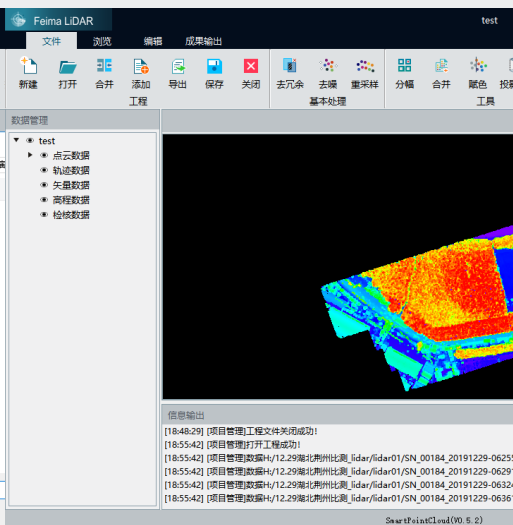 Feima LiDAR test
文件 浏览 编辑 成果输出
新建 打开 合并 添加 导出 保存 关闭 去冗余 去噪 重采样 分幅 合并 赋色
工程 基本处理 工具
数据管理
test
点云数据
轨迹数据
矢量数据
高程数据
检核数据
信息输出
[18:48:29] [项目管理]工程文件关闭成功!
[18:55:42] [项目管理]打开工程成功!
[18:55:42] [项目管理]数据H:/12.29湖北荆州比测_lidar/lidar01/SN_00184_20191229-06255
[18:55:42] [项目管理]数据H:/12.29湖北荆州比测_lidar/lidar01/SN_00184_20191229-06291
[18:55:42] [项目管理]数据H:/12.29湖北荆州比测_lidar/lidar01/SN_00184_20191229-06324
[18:55:42] [项目管理]数据H:/12.29湖北荆州比测_lidar/lidar01/SN_00184_20191229-06361
SmartPointCloud(V0.5.2)